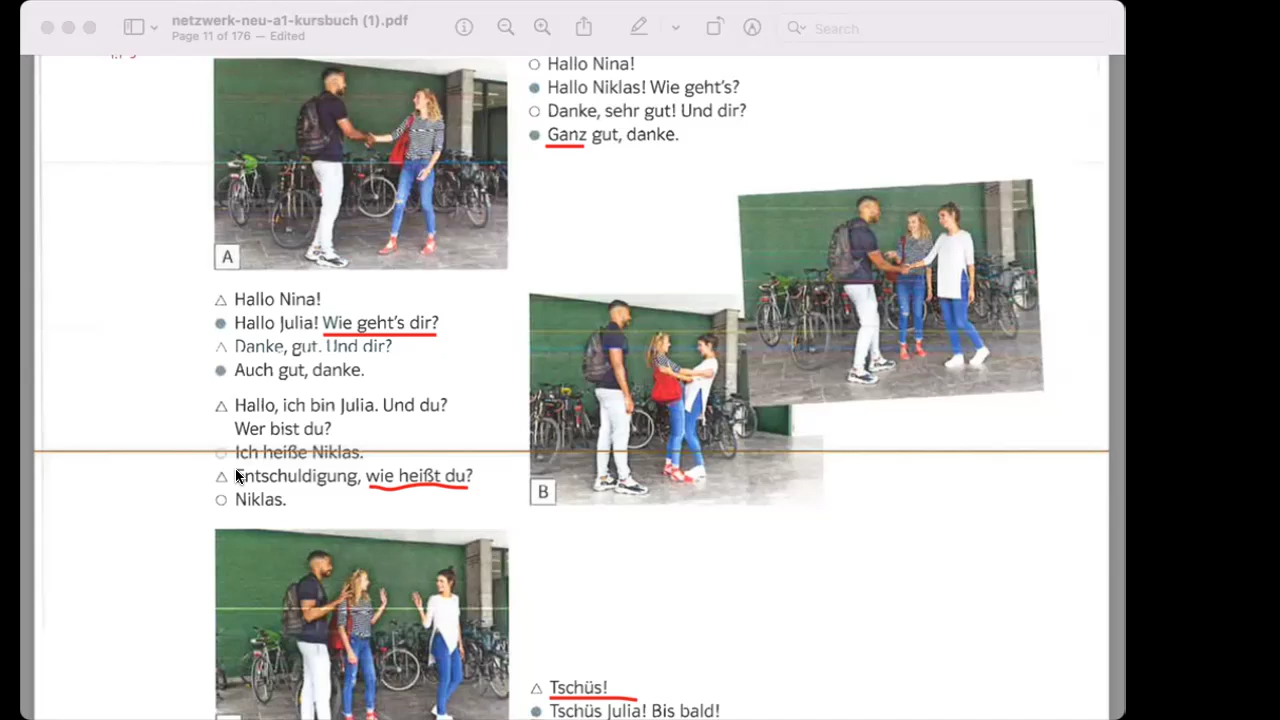 netzwerk-neu-a1-kursbuch (1).pdf
Page 11 of 176 — Edited
Search
Hallo Nina!
Hallo Niklas! Wie geht's?
Danke, sehr gut! Und dir?
Ganz gut, danke.
A
Hallo Nina!
Hallo Julia! Wie geht's dir?
Danke, gut. Und dir?
Auch gut, danke.
Hallo, ich bin Julia. Und du?
Wer bist du?
Ich heiße Niklas.
Entschuldigung, wie heißt du?
Niklas.
B
Tschüs!
Tschüs Julia! Bis bald!